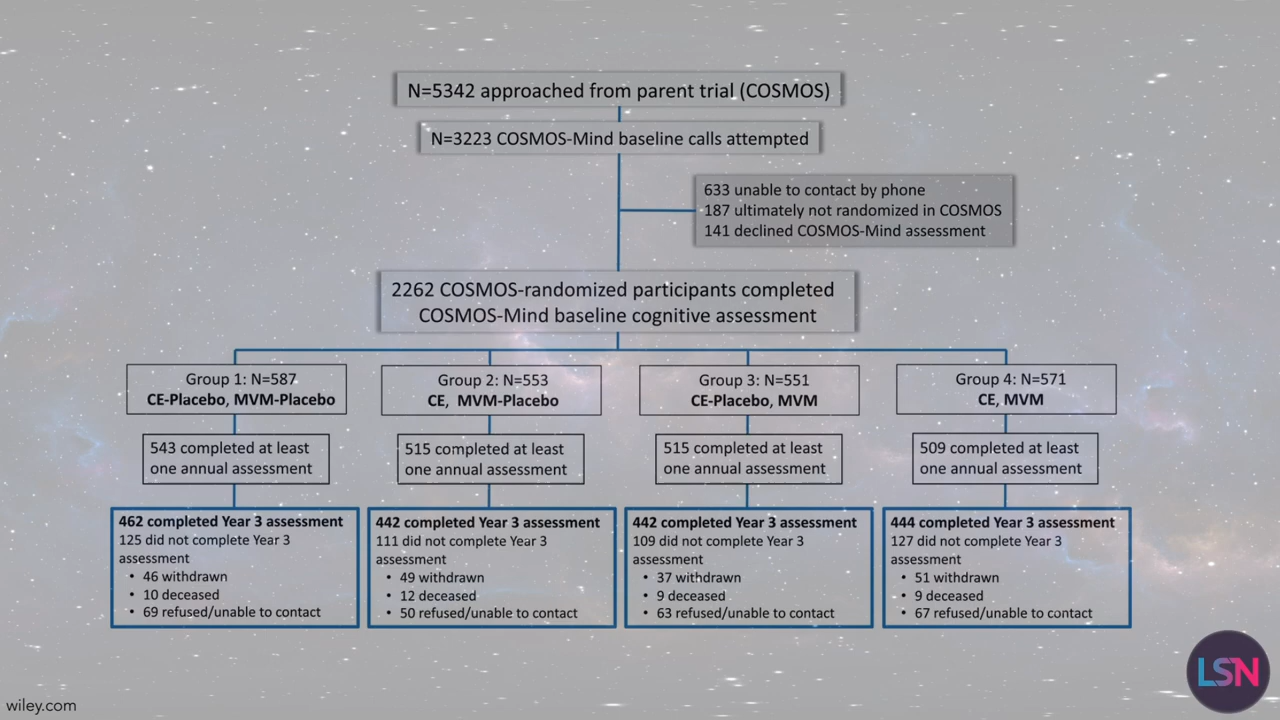 N=5342 approached from parent trial (COSMOS)
N=3223 COSMOS-Mind baseline calls attempted
633 unable to contact by phone
187 ultimately not randomized in COSMOS
141 declined COSMOS-Mind assessment
2262 COSMOS-randomized participants completed
COSMOS-Mind baseline cognitive assessment
Group 1: N=587
CE-Placebo, MVM-Placebo
543 completed at least
one annual assessment
462 completed Year 3 assessment
125 did not complete Year 3
assessment
• 46 withdrawn
• 10 deceased
• 69 refused/unable to contact
Group 2: N=553
CE, MVM-Placebo
515 completed at least
one annual assessment
442 completed Year 3 assessment
111 did not complete Year 3
assessment
• 49 withdrawn
• 12 deceased
• 50 refused/unable to contact
Group 3: N=551
CE-Placebo, MVM
515 completed at least
one annual assessment
442 completed Year 3 assessment
109 did not complete Year 3
assessment
• 37 withdrawn
• 9 deceased
• 63 refused/unable to contact
Group 4: N=571
CE, MVM
509 completed at least
one annual assessment
444 completed Year 3 assessment
127 did not complete Year 3
assessment
• 51 withdrawn
• 9 deceased
• 67 refused/unable to contact
LSN
wiley.com